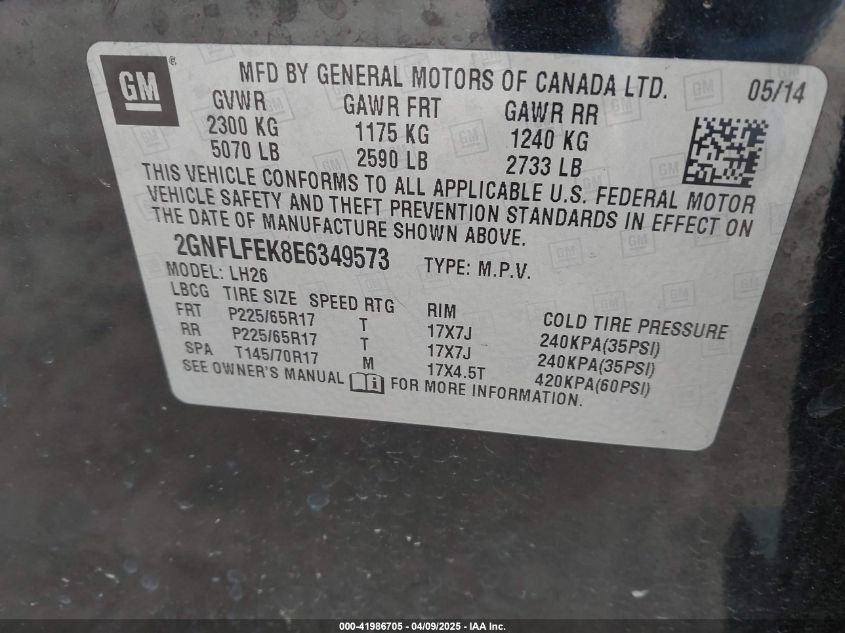 GM
MFD BY GENERAL MOTORS OF CANADA LTD. 05/14
GVWR GAWR FRT GAWR RR
2300 KG 1175 KG 1240 KG
5070 LB 2590 LB 2733 LB
THIS VEHICLE CONFORMS TO ALL APPLICABLE U.S. FEDERAL MOTOR
VEHICLE SAFETY AND THEFT PREVENTION STANDARDS IN EFFECT ON
THE DATE OF MANUFACTURE SHOWN ABOVE.
2GNFLFEK8E6349573 TYPE: M.P.V.
MODEL: LH26
LBCG TIRE SIZE SPEED RTG RIM COLD TIRE PRESSURE
FRT P225/65R17 T 17X7J 240KPA(35PSI)
RR P225/65R17 T 17X7J 240KPA(35PSI)
SPA T145/70R17 M 17X4.5T 420KPA(60PSI)
SEE OWNER'S MANUAL FOR MORE INFORMATION.
000-41986705 - 04/09/2025 - IAA Inc.